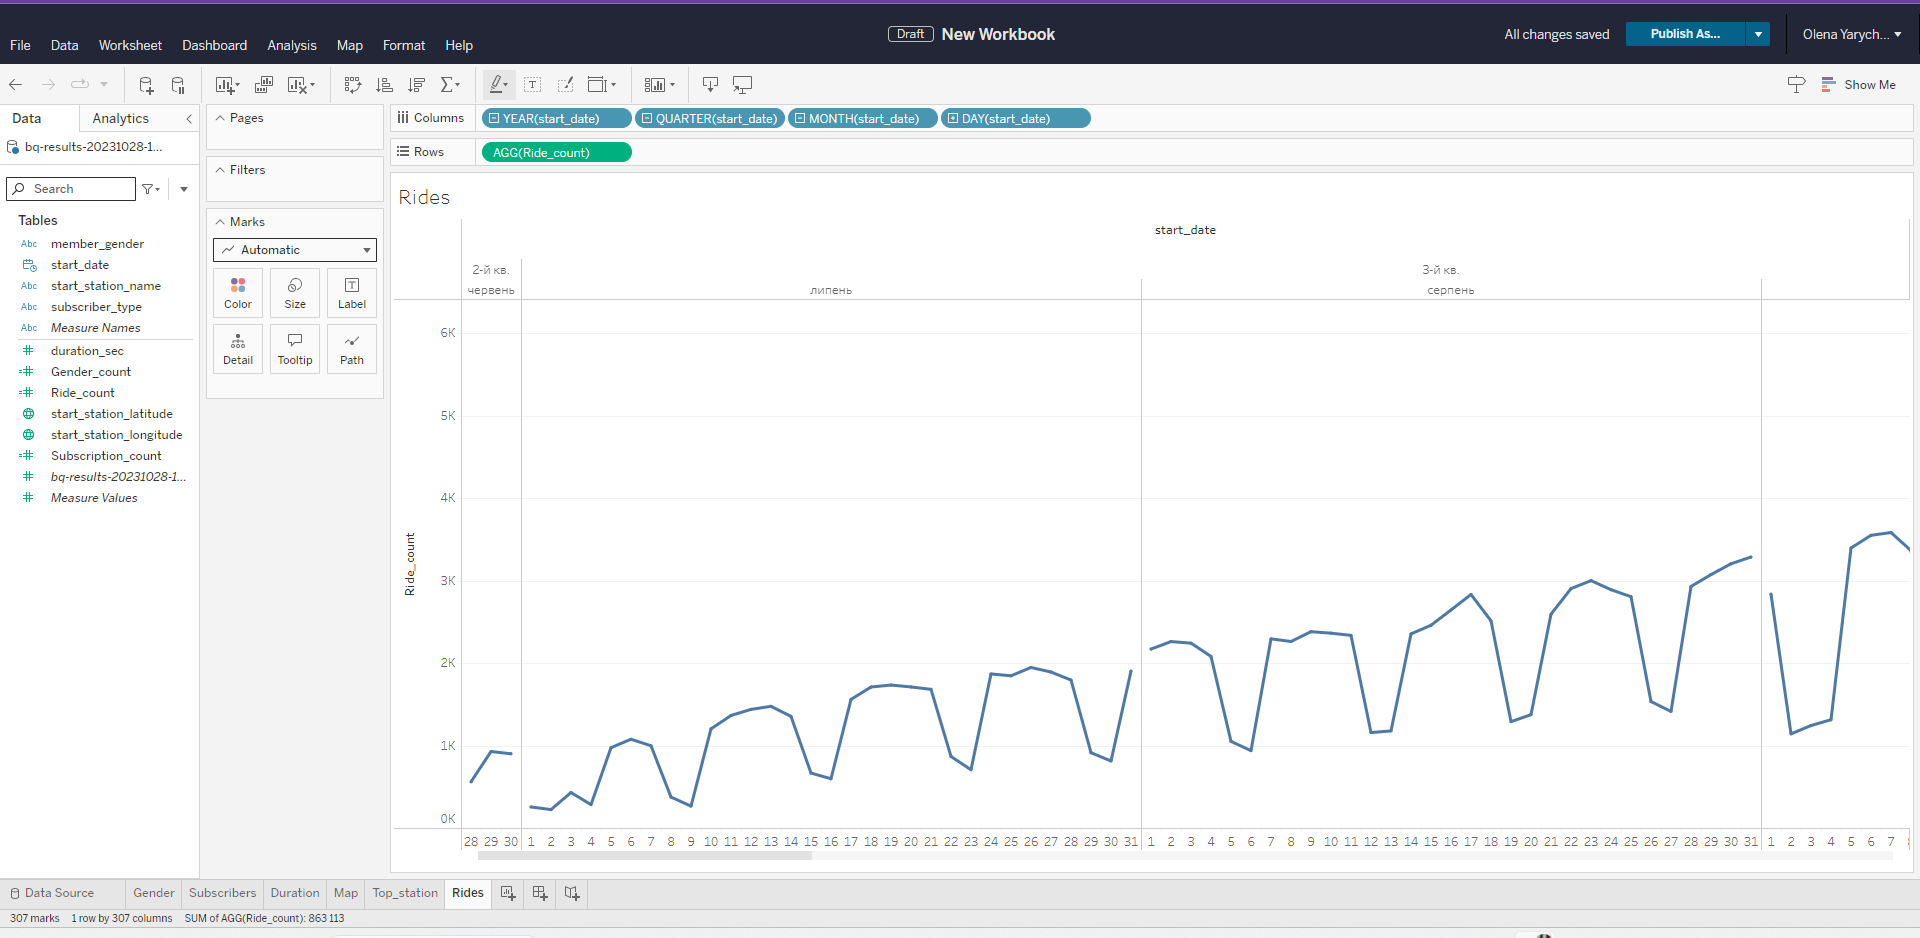 Draft New Workbook
File Data Worksheet Dashboard Analysis Map Format Help
All changes saved Publish As... Olena Yarych...
Show Me
Data Analytics
bq-results-20231028-1...
Search
Tables
Abc member_gender
start_date
Abc start_station_name
Abc subscriber_type
Abc Measure Names
duration_sec
Gender_count
Ride_count
start_station_latitude
start_station_longitude
Subscription_count
bq-results-20231028-1...
Measure Values
Pages
Filters
Marks
Automatic
Color Size Label
Detail Tooltip Path
Columns YEAR(start_date) QUARTER(start_date) MONTH(start_date) DAY(start_date)
Rows AGG(Ride_count)
Rides
start_date
2-й кв. 3-й кв.
червень липень серпень
6K
5K
4K
3K
2K
1K
0K
Ride_count
28 29 30 1 2 3 4 5 6 7 8 9 10 11 12 13 14 15 16 17 18 19 20 21 22 23 24 25 26 27 28 29 30 31 1 2 3 4 5 6 7 8 9 10 11 12 13 14 15 16 17 18 19 20 21 22 23 24 25 26 27 28 29 30 31 1 2 3 4 5 6 7
Data Source Gender Subscribers Duration Map Top_station Rides
307 marks 1 row by 307 columns SUM of AGG(Ride_count): 863 113